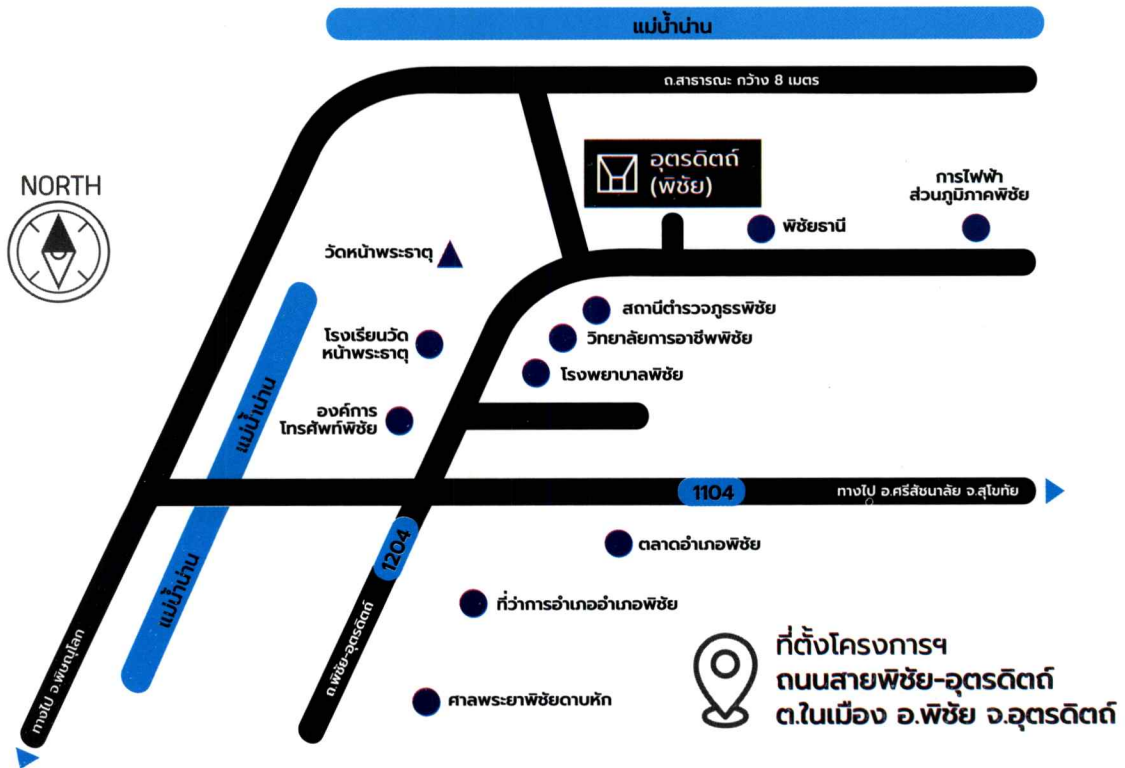 แม่น้ำน่าน
ถ.สาธารณะ กว้าง 8 เมตร
อุตรดิตถ์
(พิชัย)
การไฟฟ้า
ส่วนภูมิภาคพิชัย
NORTH
พิชัยธานี
วัดหน้าพระธาตุ
สถานีตำรวจภูธรพิชัย
โรงเรียนวัด
หน้าพระธาตุ
วิทยาลัยการอาชีพพิชัย
โรงพยาบาลพิชัย
แม่น้ำน่าน
องค์การ
โทรศัพท์พิชัย
1104
ทางไป อ.ศรีสัชนาลัย จ.สุโขทัย
1204
ตลาดอำเภอพิชัย
แม่น้ำน่าน
ที่ว่าการอำเภออำเภอพิชัย
ถ.พิชัย-อุตรดิตถ์
ทางไป จ.พิษณุโลก
ศาลพระยาพิชัยดาบหัก
ที่ตั้งโครงการฯ
ถนนสายพิชัย-อุตรดิตถ์
ต.ในเมือง อ.พิชัย จ.อุตรดิตถ์